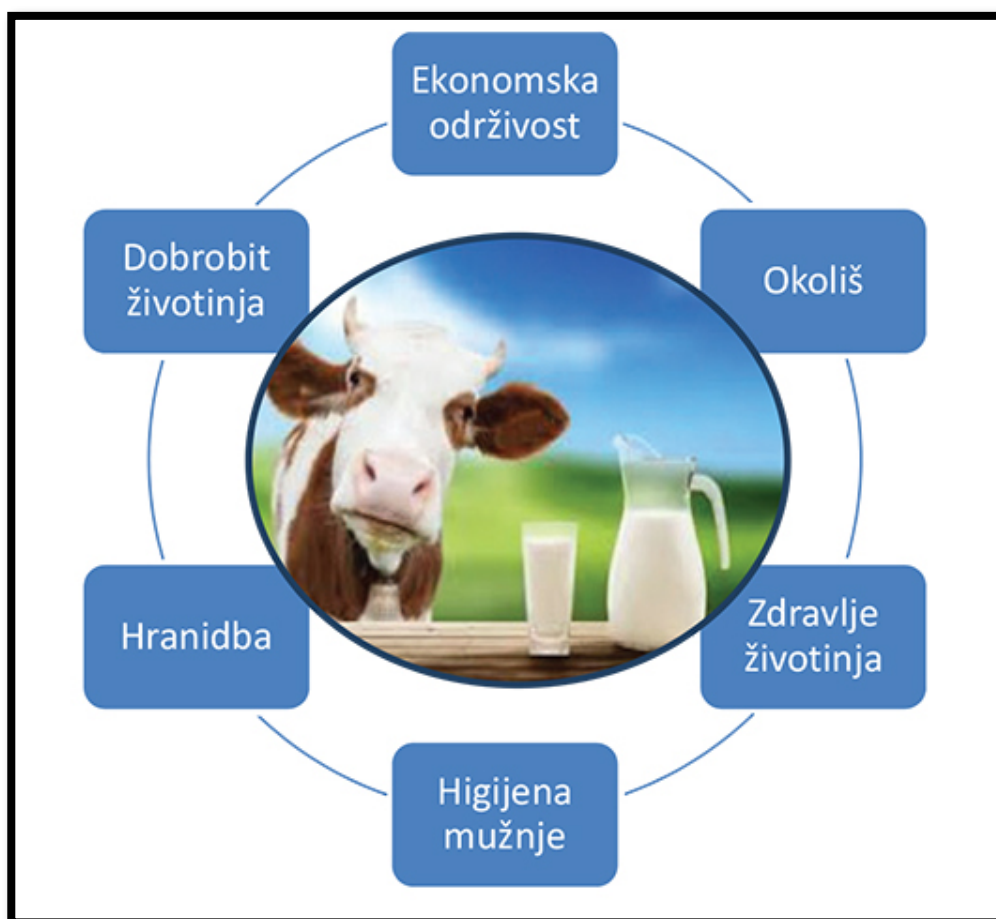 Ekonomska
održivost
Okoliš
Zdravlje
životinja
Higijena
mužnje
Hranidba
Dobrobit
životinja